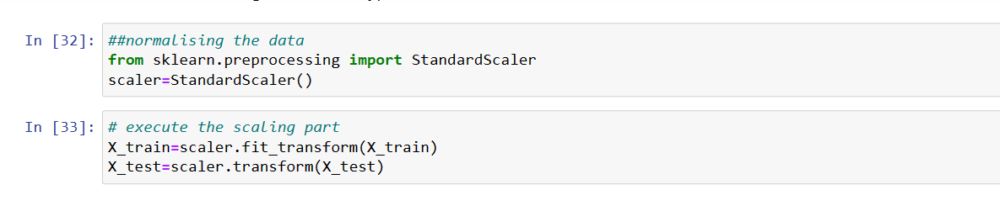 In [32]: ##normalising the data
from sklearn.preprocessing import StandardScaler
scaler=StandardScaler()
In [33]: # execute the scaling part
X_train=scaler.fit_transform(X_train)
X_test=scaler.transform(X_test)